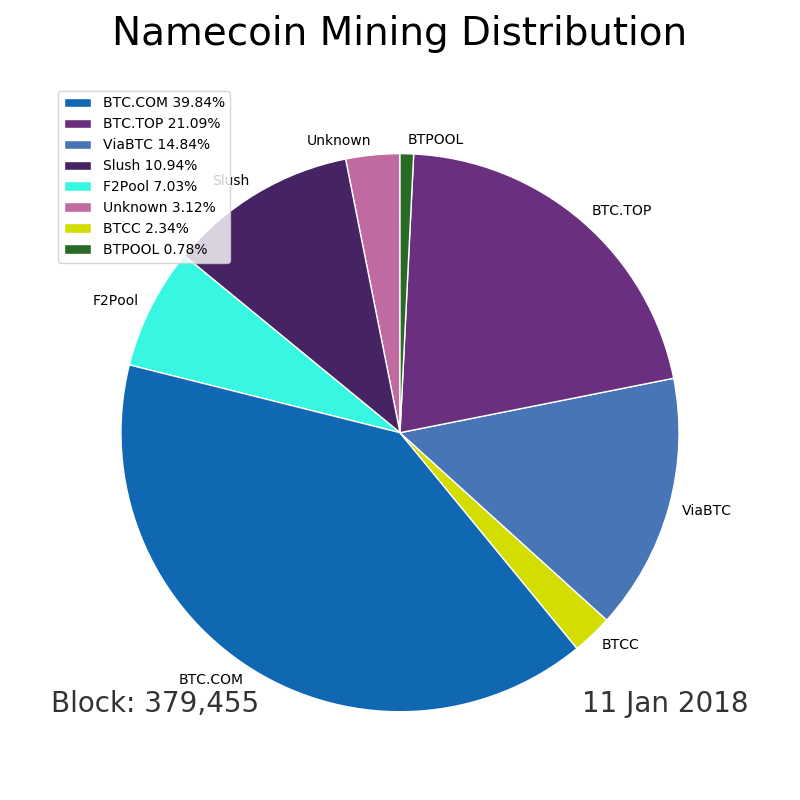 Namecoin Mining Distribution
BTC.COM 39.84%
BTC.TOP 21.09%
ViaBTC 14.84%
Slush 10.94%
F2Pool 7.03%
Unknown 3.12%
BTCC 2.34%
BTPOOL 0.78%
Unknown
BTPOOL
Slush
BTC.TOP
F2Pool
ViaBTC
BTCC
BTC.COM
Block: 379,455
11 Jan 2018